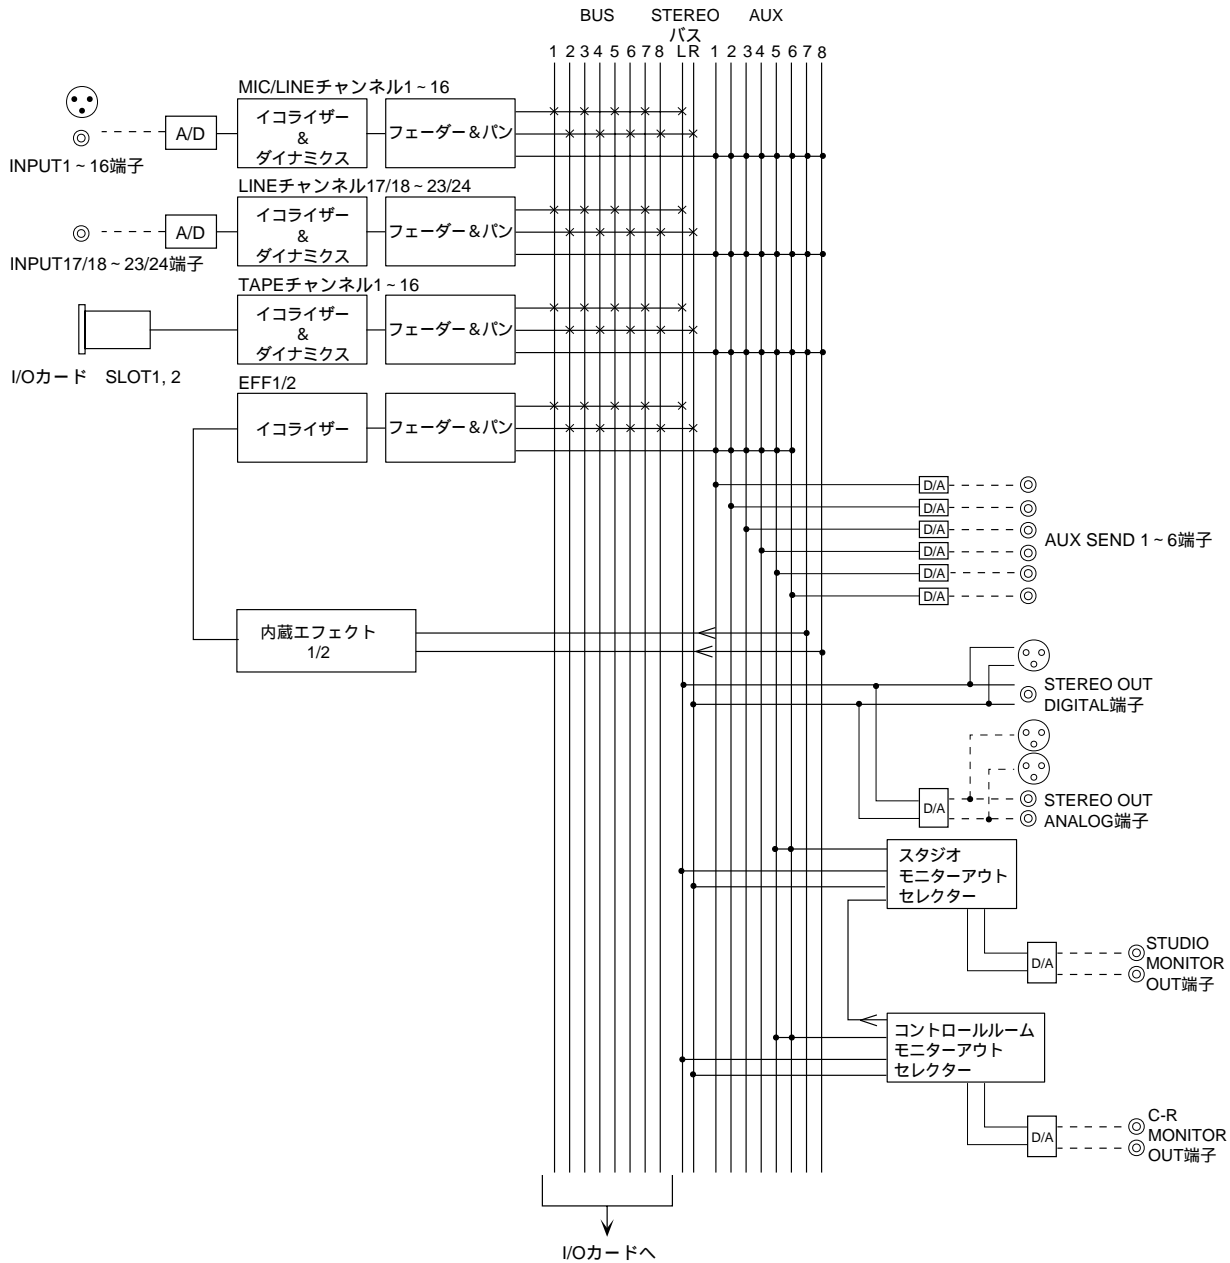 BUS STEREO AUX
バス
1 2 3 4 5 6 7 8 L R 1 2 3 4 5 6 7 8
MIC/LINEチャンネル1~16
イコライザー
&
ダイナミクス
フェーダー&パン
A/D
INPUT1~16端子
LINEチャンネル17/18~23/24
イコライザー
&
ダイナミクス
フェーダー&パン
A/D
INPUT17/18~23/24端子
TAPEチャンネル1~16
イコライザー
&
ダイナミクス
フェーダー&パン
I/Oカード SLOT1, 2
EFF1/2
イコライザー
フェーダー&パン
D/A
D/A
D/A
D/A
D/A
D/A
AUX SEND 1~6端子
内蔵エフェクト
1/2
STEREO OUT
DIGITAL端子
D/A
STEREO OUT
ANALOG端子
スタジオ
モニターアウト
セレクター
D/A
STUDIO
MONITOR
OUT端子
コントロールルーム
モニターアウト
セレクター
D/A
C-R
MONITOR
OUT端子
I/Oカードへ